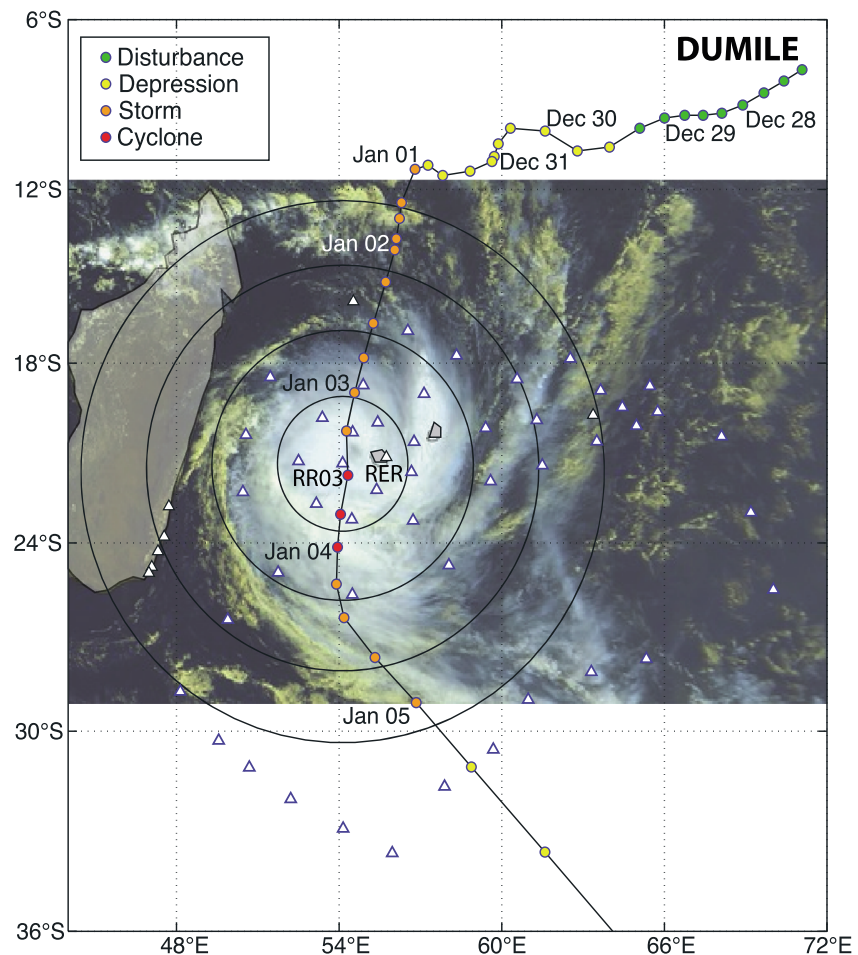 6°S
DUMILE
Disturbance
Depression
Storm
Cyclone
Dec 30
Dec 29
Dec 28
Jan 01
Dec 31
12°S
Jan 02
18°S
Jan 03
RR03
RER
24°S
Jan 04
Jan 05
30°S
36°S
48°E
54°E
60°E
66°E
72°E